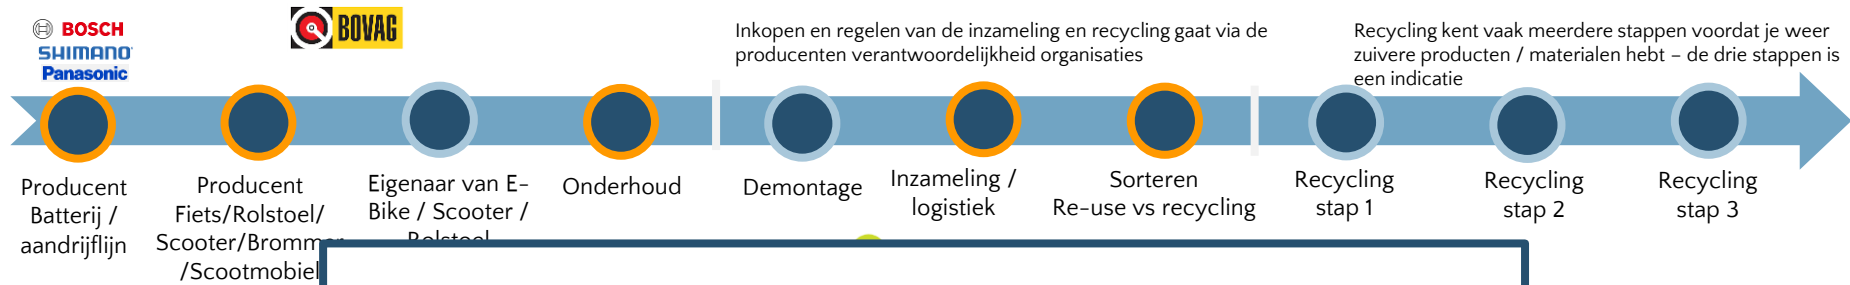 BOSCH
SHIMANO
Panasonic
BOVAG
Inkopen en regelen van de inzameling en recycling gaat via de
producenten verantwoordelijkheid organisaties
Recycling kent vaak meerdere stappen voordat je weer
zuivere producten / materialen hebt – de drie stappen is
een indicatie
Producent
Batterij /
aandrijflijn
Producent
Fiets/Rolstoel/
Scooter/Brommer
/Scootmobiel
Eigenaar van E-
Bike / Scooter /
Rolstoel
Onderhoud
Demontage
Inzameling /
logistiek
Sorteren
Re-use vs recycling
Recycling
stap 1
Recycling
stap 2
Recycling
stap 3